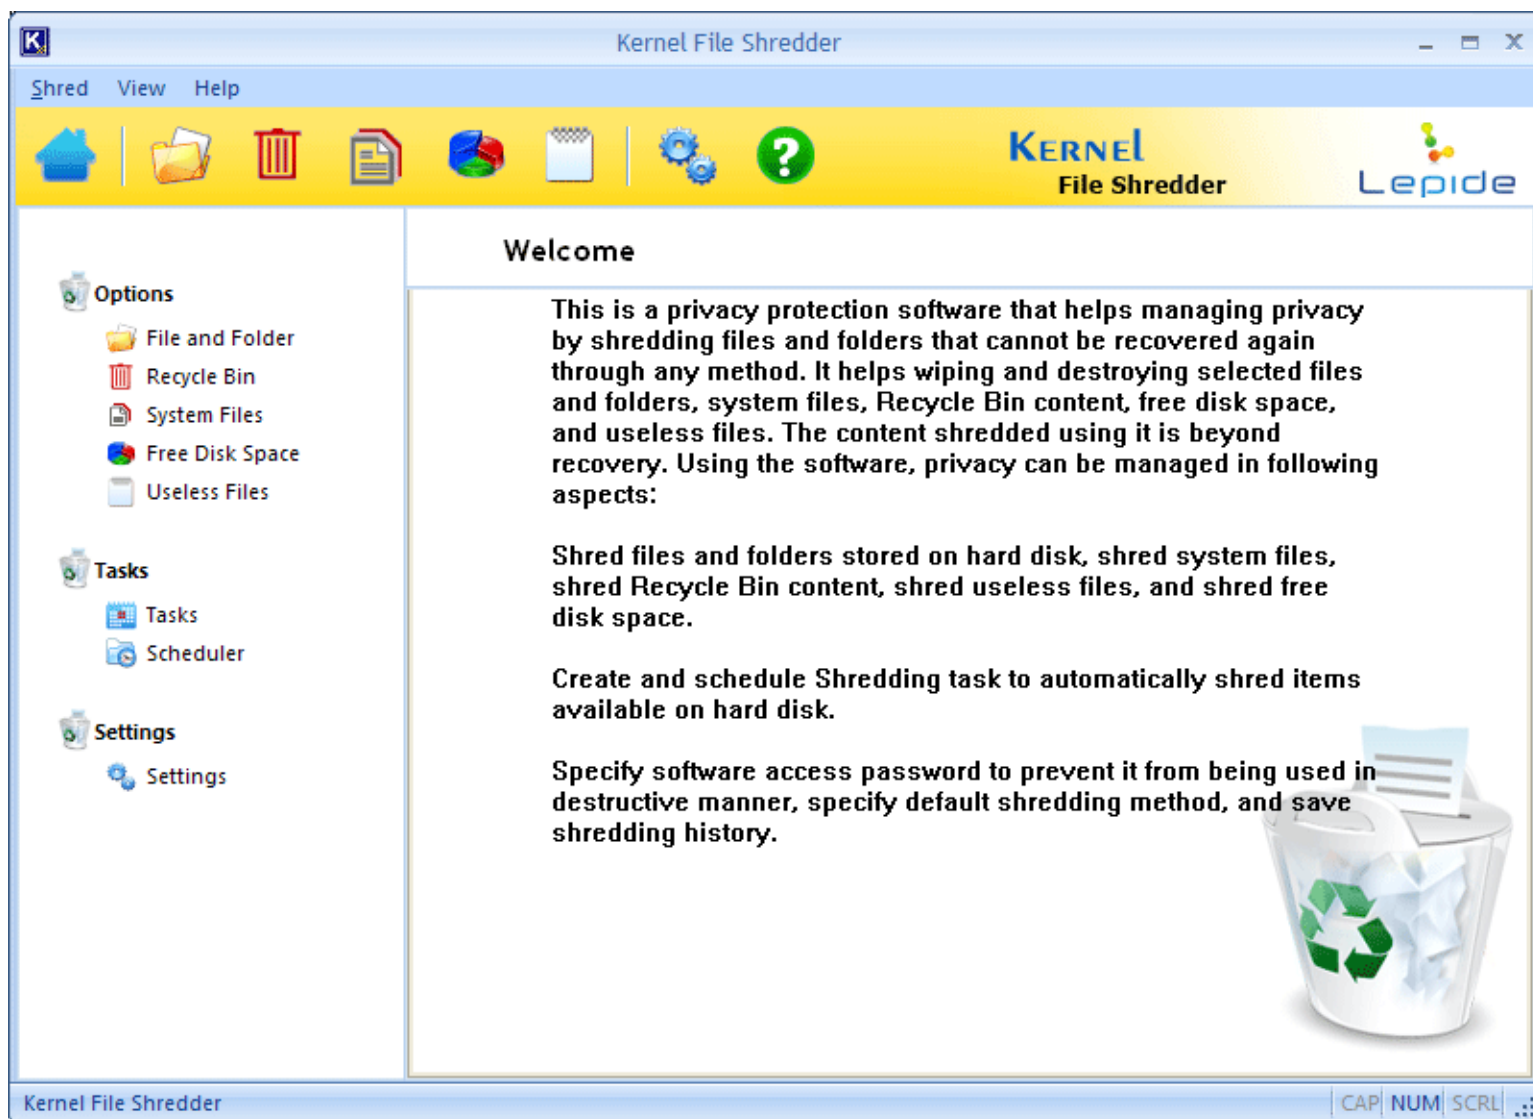 Kernel File Shredder
Shred View Help
KERNEL
File Shredder
Lepide
Welcome
Options
File and Folder
Recycle Bin
System Files
Free Disk Space
Useless Files
Tasks
Tasks
Scheduler
Settings
Settings
This is a privacy protection software that helps managing privacy
by shredding files and folders that cannot be recovered again
through any method. It helps wiping and destroying selected files
and folders, system files, Recycle Bin content, free disk space,
and useless files. The content shredded using it is beyond
recovery. Using the software, privacy can be managed in following
aspects:
Shred files and folders stored on hard disk, shred system files,
shred Recycle Bin content, shred useless files, and shred free
disk space.
Create and schedule Shredding task to automatically shred items
available on hard disk.
Specify software access password to prevent it from being used in
destructive manner, specify default shredding method, and save
shredding history.
Kernel File Shredder
CAP NUM SCRL